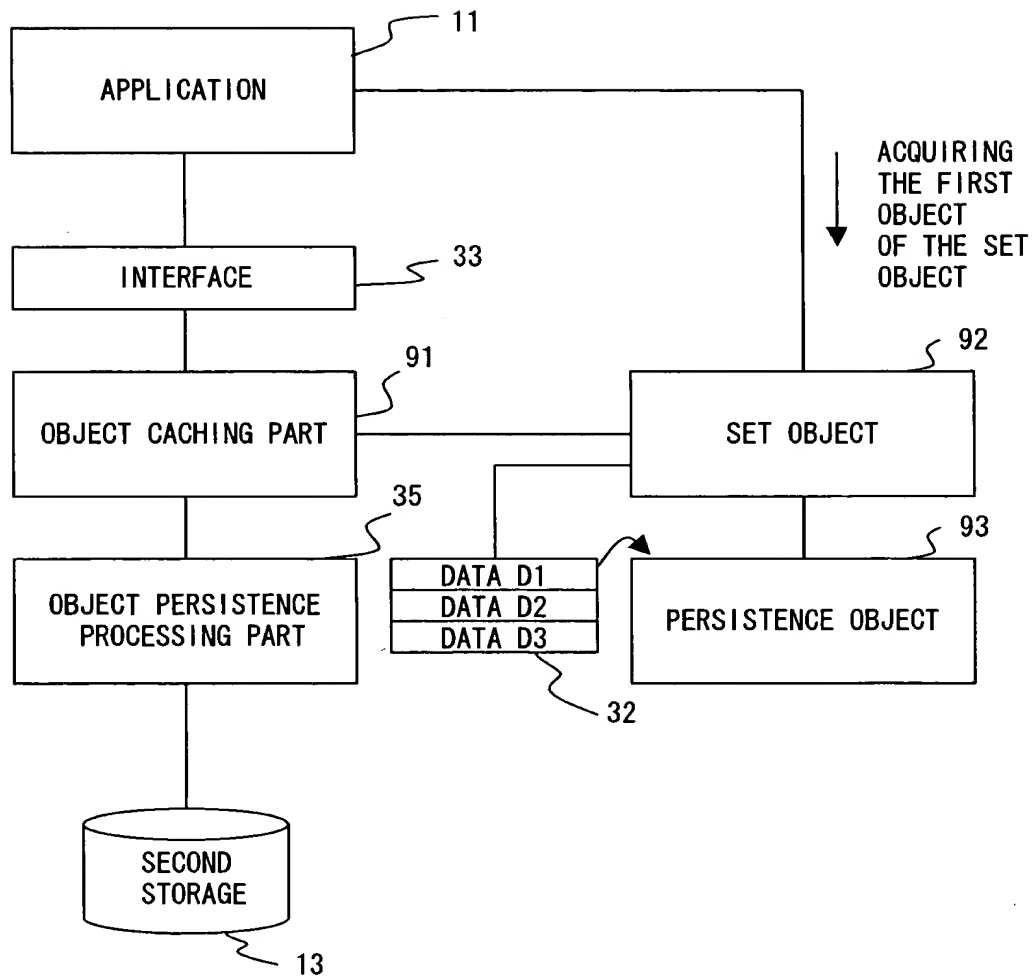 11
APPLICATION
ACQUIRING
THE FIRST
OBJECT
OF THE SET
OBJECT
33
INTERFACE
91
92
OBJECT CACHING PART
SET OBJECT
35
93
OBJECT PERSISTENCE
PROCESSING PART
DATA D1
DATA D2
DATA D3
PERSISTENCE OBJECT
32
SECOND
STORAGE
13